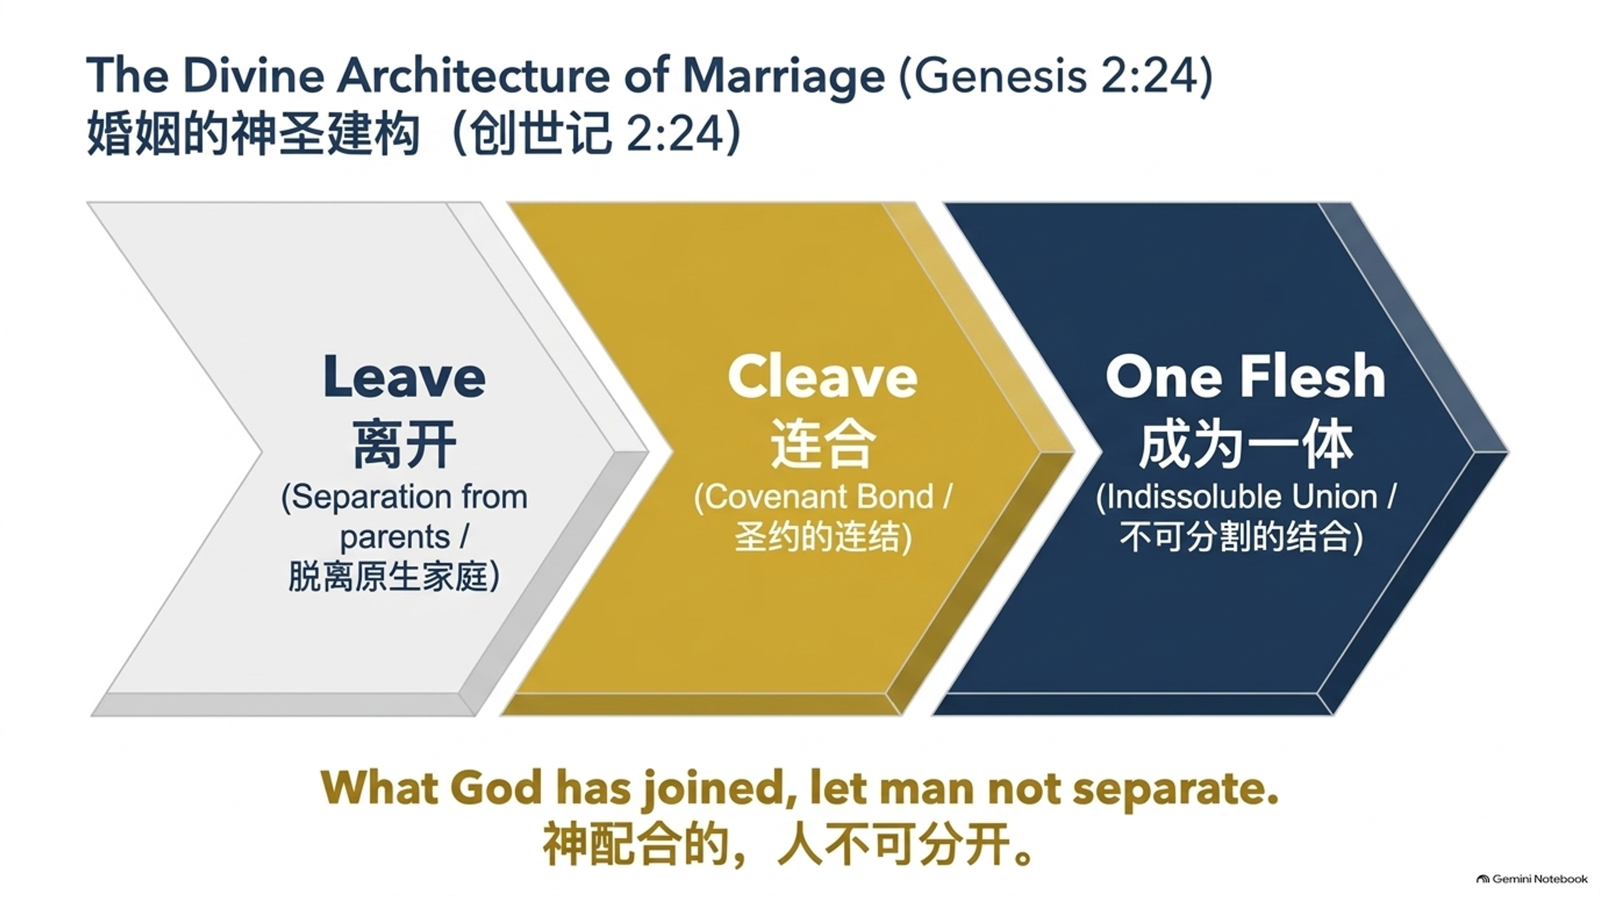 The Divine Architecture of Marriage (Genesis 2:24)
婚姻的神圣建构（创世记 2:24）
Leave
离开
(Separation from
parents /
脱离原生家庭)
Cleave
连合
(Covenant Bond /
圣约的连结)
One Flesh
成为一体
(Indissoluble Union /
不可分割的结合)
What God has joined, let man not separate.
神配合的，人不可分开。
Gemini Notebook